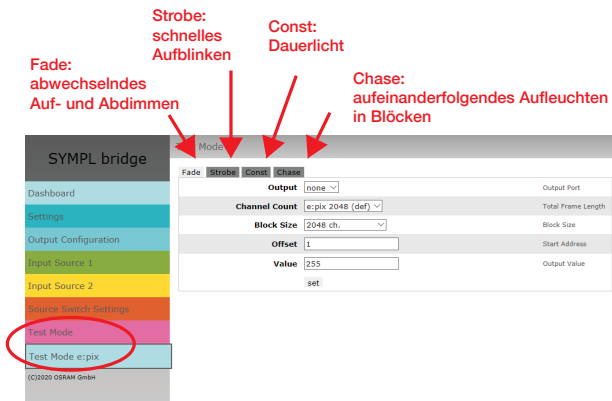 Strobe:
schnelles
Aufblinken
Const:
Dauerlicht
Fade:
abwechselndes
Auf- und Abdimmen
Chase:
aufeinanderfolgendes Aufleuchten
in Blöcken
SYMPL bridge
Mode
Dashboard
Settings
Output Configuration
Input Source 1
Input Source 2
Source Switch Settings
Test Mode
Test Mode e:pix
(C)2020 OSRAM GmbH
Fade Strobe Const Chase
Output none Output Port
Channel Count e:pix 2048 (def) Total Frame Length
Block Size 2048 ch. Block Size
Offset 1 Start Address
Value 255 Output Value
set